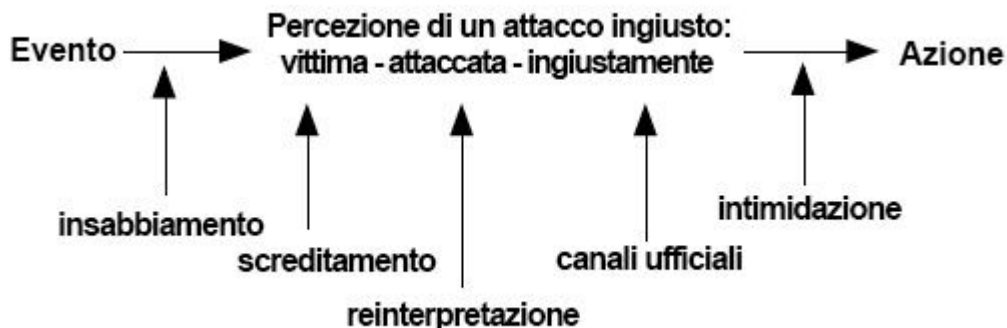 Percezione di un attacco ingiusto:
Evento
vittima - attaccata - ingiustamente
Azione
insabbiamento
intimidazione
screditamento
canali ufficiali
reinterpretazione